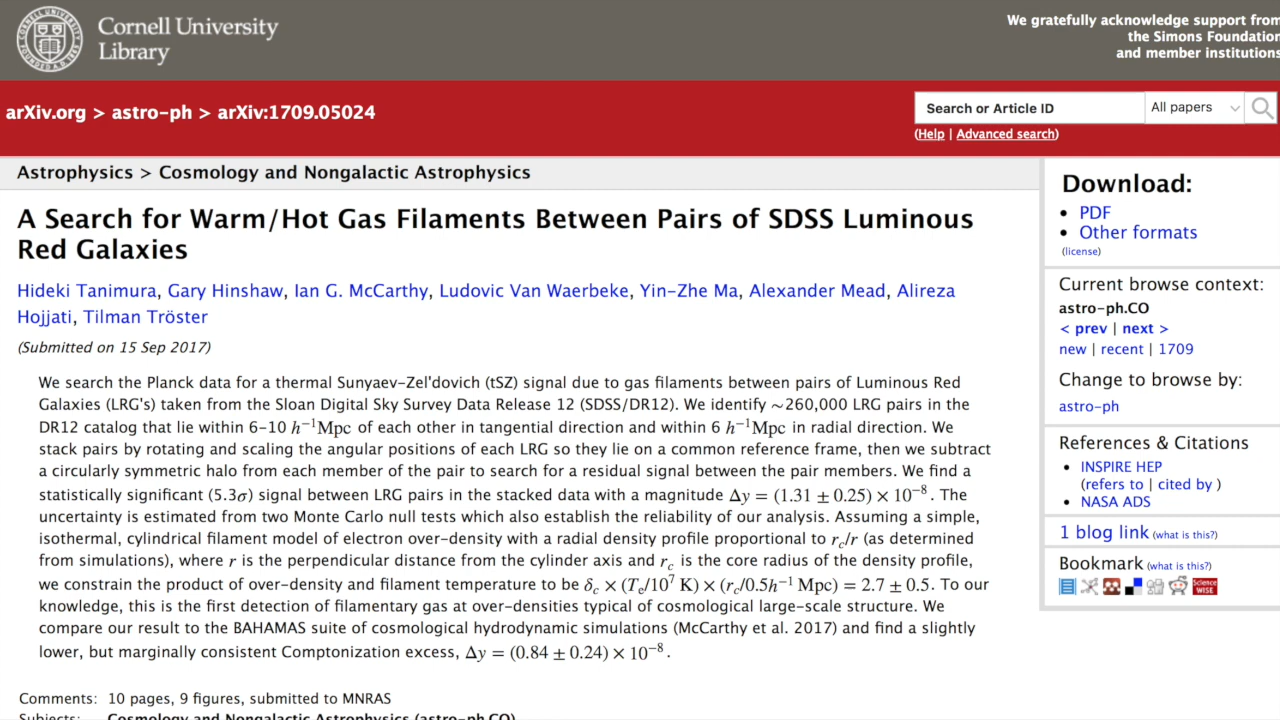 Cornell University
Library
We gratefully acknowledge support from
the Simons Foundation
and member institutions
arXiv.org > astro-ph > arXiv:1709.05024
Search or Article ID
All papers
(Help | Advanced search)
Astrophysics > Cosmology and Nongalactic Astrophysics
A Search for Warm/Hot Gas Filaments Between Pairs of SDSS Luminous
Red Galaxies
Hideki Tanimura, Gary Hinshaw, Ian G. McCarthy, Ludovic Van Waerbeke, Yin-Zhe Ma, Alexander Mead, Alireza
Hojjati, Tilman Tröster
(Submitted on 15 Sep 2017)
We search the Planck data for a thermal Sunyaev-Zel'dovich (tSZ) signal due to gas filaments between pairs of Luminous Red
Galaxies (LRG's) taken from the Sloan Digital Sky Survey Data Release 12 (SDSS/DR12). We identify ∼260,000 LRG pairs in the
DR12 catalog that lie within 6-10 h⁻¹Mpc of each other in tangential direction and within 6 h⁻¹Mpc in radial direction. We
stack pairs by rotating and scaling the angular positions of each LRG so they lie on a common reference frame, then we subtract
a circularly symmetric halo from each member of the pair to search for a residual signal between the pair members. We find a
statistically significant (5.3σ) signal between LRG pairs in the stacked data with a magnitude Δy = (1.31 ± 0.25) × 10⁻⁸. The
uncertainty is estimated from two Monte Carlo null tests which also establish the reliability of our analysis. Assuming a simple,
isothermal, cylindrical filament model of electron over-density with a radial density profile proportional to r_c/r (as determined
from simulations), where r is the perpendicular distance from the cylinder axis and r_c is the core radius of the density profile,
we constrain the product of over-density and filament temperature to be δ_c × (T_e/10⁷ K) × (r_c/0.5h⁻¹ Mpc) = 2.7 ± 0.5. To our
knowledge, this is the first detection of filamentary gas at over-densities typical of cosmological large-scale structure. We
compare our result to the BAHAMAS suite of cosmological hydrodynamic simulations (McCarthy et al. 2017) and find a slightly
lower, but marginally consistent Comptonization excess, Δy = (0.84 ± 0.24) × 10⁻⁸.
Comments: 10 pages, 9 figures, submitted to MNRAS
Subjects: Cosmology and Nongalactic Astrophysics (astro-ph.CO)
Download:
• PDF
• Other formats
(license)
Current browse context:
astro-ph.CO
< prev | next >
new | recent | 1709
Change to browse by:
astro-ph
References & Citations
• INSPIRE HEP
(refers to | cited by )
• NASA ADS
1 blog link (what is this?)
Bookmark (what is this?)
Science
WISE